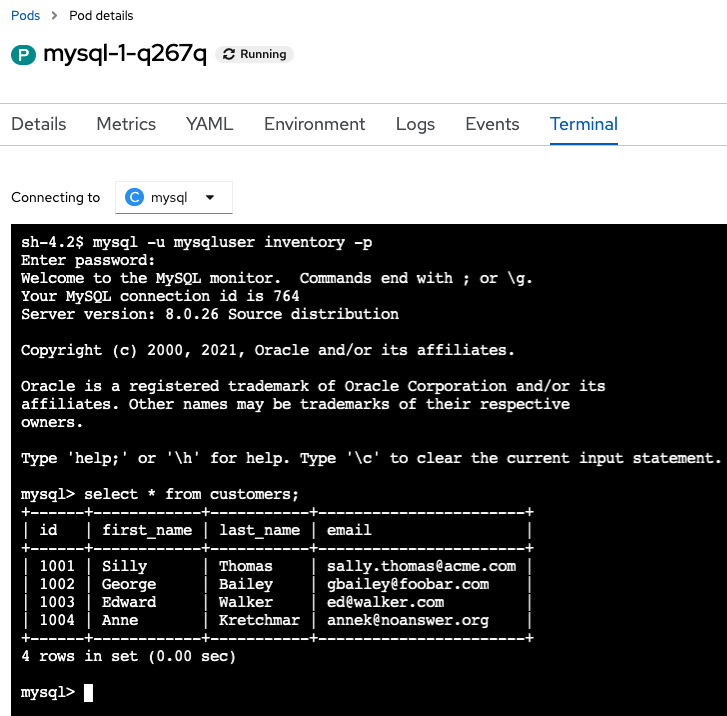 Pods > Pod details
P mysql-1-q267q Running
Details Metrics YAML Environment Logs Events Terminal
Connecting to C mysql
sh-4.2$ mysql -u mysqluser inventory -p
Enter password:
Welcome to the MySQL monitor.  Commands end with ; or \g.
Your MySQL connection id is 764
Server version: 8.0.26 Source distribution
Copyright (c) 2000, 2021, Oracle and/or its affiliates.
Oracle is a registered trademark of Oracle Corporation and/or its
affiliates. Other names may be trademarks of their respective
owners.
Type 'help;' or '\h' for help. Type '\c' to clear the current input statement.
mysql> select * from customers;
+------+------------+-----------+-----------------------+
| id   | first_name | last_name | email                 |
+------+------------+-----------+-----------------------+
| 1001 | Silly      | Thomas    | sally.thomas@acme.com |
| 1002 | George     | Bailey    | gbailey@foobar.com    |
| 1003 | Edward     | Walker    | ed@walker.com         |
| 1004 | Anne       | Kretchmar | annek@noanswer.org    |
+------+------------+-----------+-----------------------+
4 rows in set (0.00 sec)
mysql>